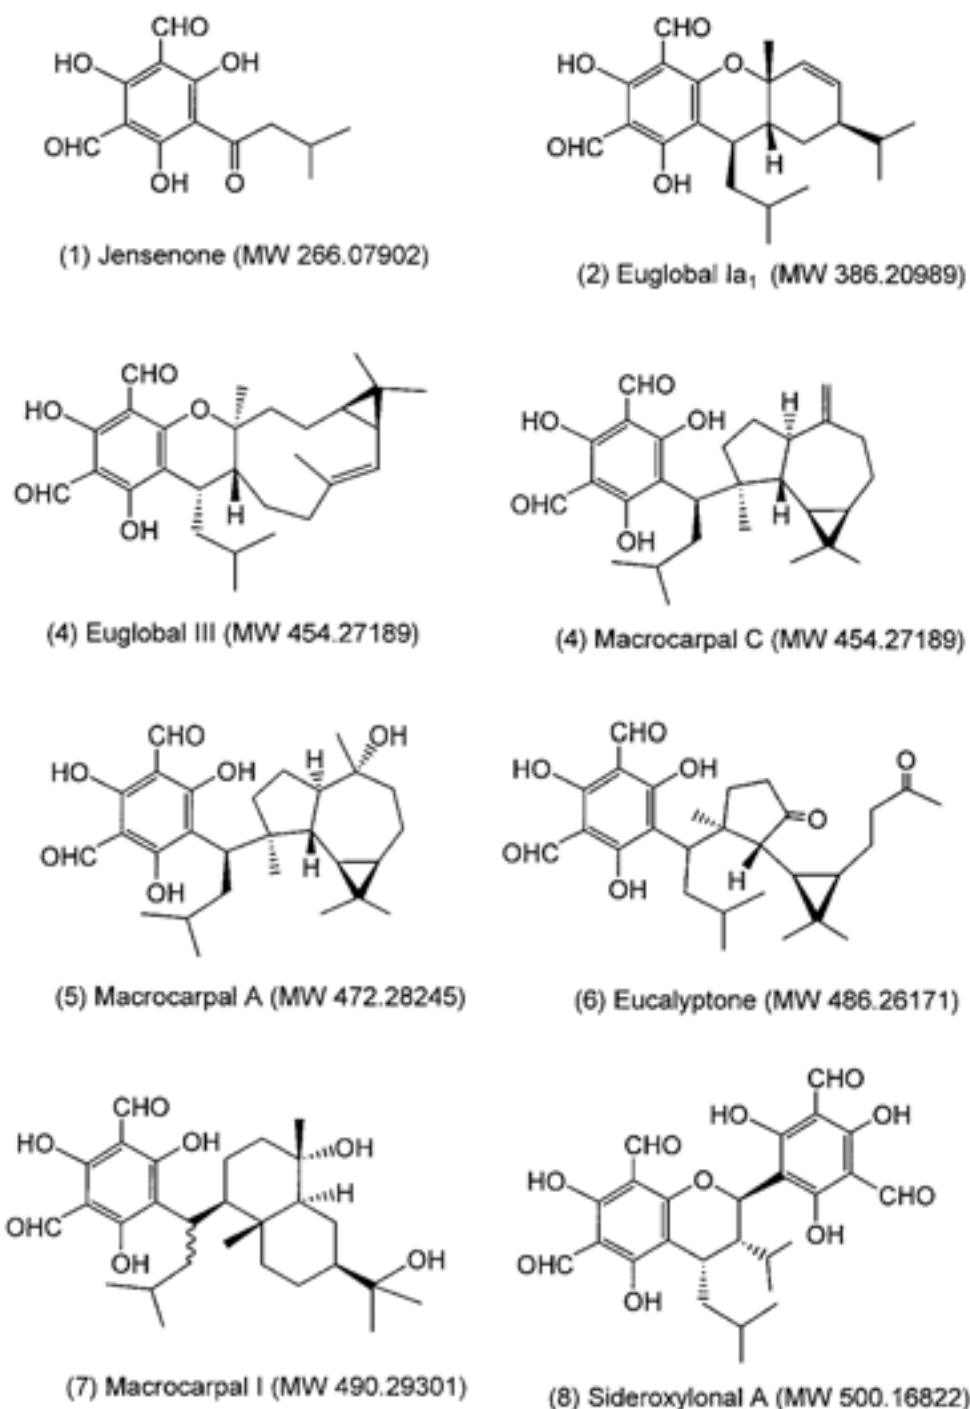 CHO
HO
OH
OHC
OH
O
(1) Jensenone (MW 266.07902)
CHO
HO
O
OHC
OH
H
(2) Euglobal Ia1 (MW 386.20989)
CHO
HO
O
OHC
OH
H
(4) Euglobal III (MW 454.27189)
CHO
HO
OH
H
OHC
OH
H
(4) Macrocarpal C (MW 454.27189)
CHO
HO
OH
H
OH
OHC
OH
H
(5) Macrocarpal A (MW 472.28245)
CHO
HO
OH
O
O
OHC
OH
H
(6) Eucalyptone (MW 486.26171)
CHO
HO
OH
OH
H
OHC
OH
OH
(7) Macrocarpal I (MW 490.29301)
CHO
HO
OH
CHO
HO
O
CHO
OH
OHC
OH
(8) Sideroxylonal A (MW 500.16822)